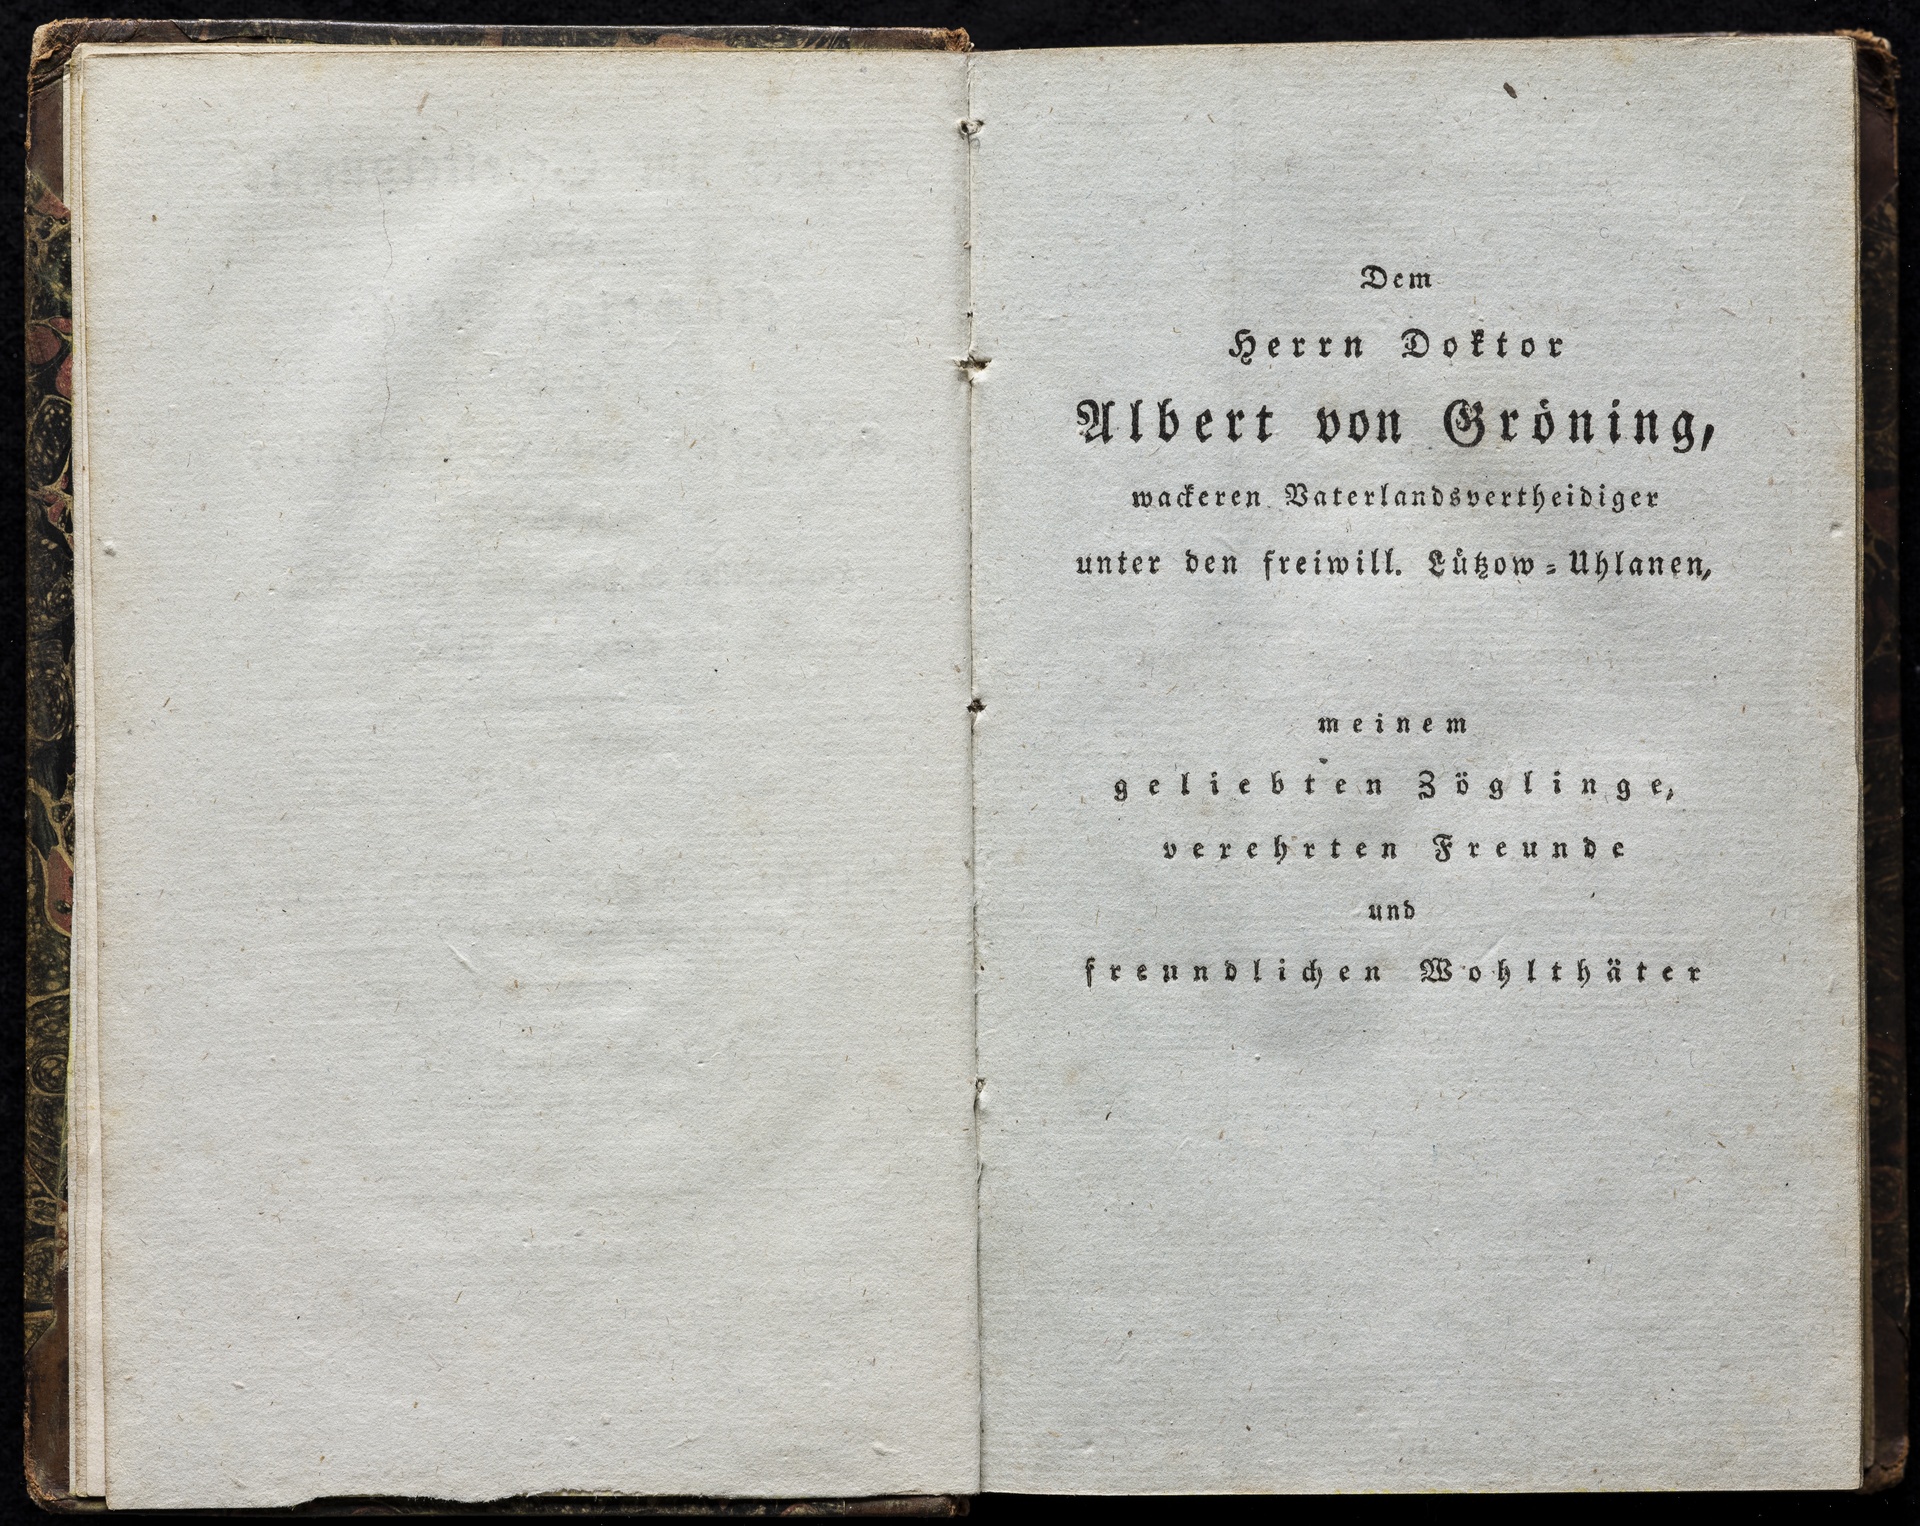 Dem
Herrn Doktor
Albert von Gröning,
wackeren Vaterlandsvertheidiger
unter den freiwill. Lützow-Uhlanen,
meinem
geliebten Zöglinge,
verehrten Freunde
und
freundlichen Wohlthäter